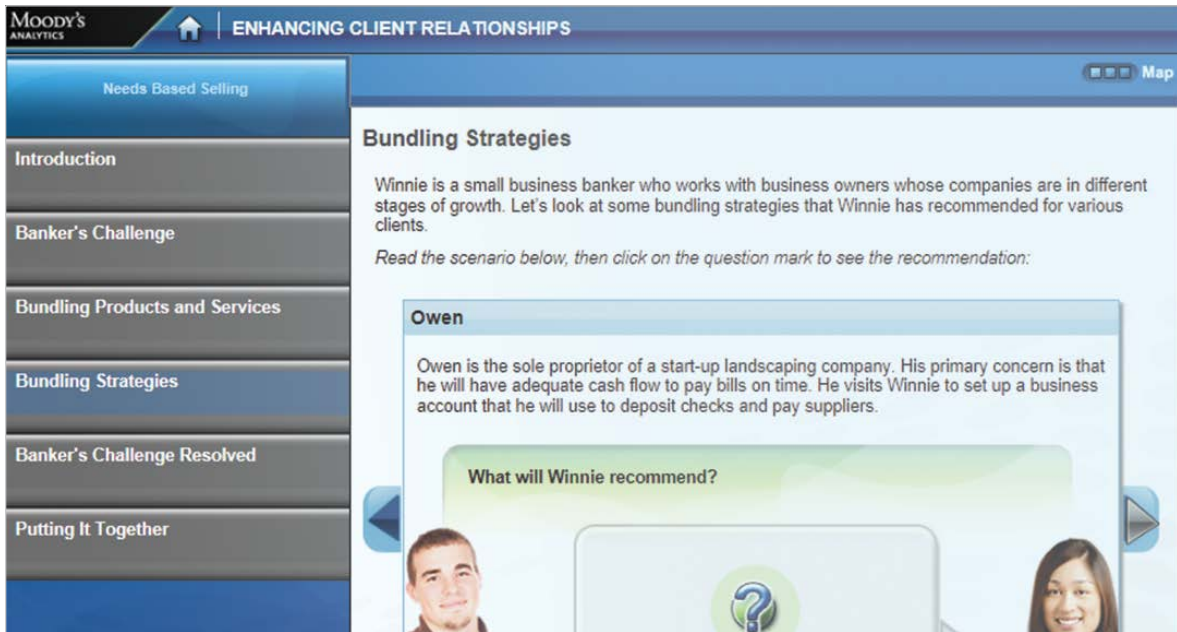 MOODY'S
ANALYTICS
ENHANCING CLIENT RELATIONSHIPS
Needs Based Selling
Map
Introduction
Banker's Challenge
Bundling Products and Services
Bundling Strategies
Banker's Challenge Resolved
Putting It Together
Bundling Strategies
Winnie is a small business banker who works with business owners whose companies are in different
stages of growth. Let's look at some bundling strategies that Winnie has recommended for various
clients.
Read the scenario below, then click on the question mark to see the recommendation:
Owen
Owen is the sole proprietor of a start-up landscaping company. His primary concern is that
he will have adequate cash flow to pay bills on time. He visits Winnie to set up a business
account that he will use to deposit checks and pay suppliers.
What will Winnie recommend?
?